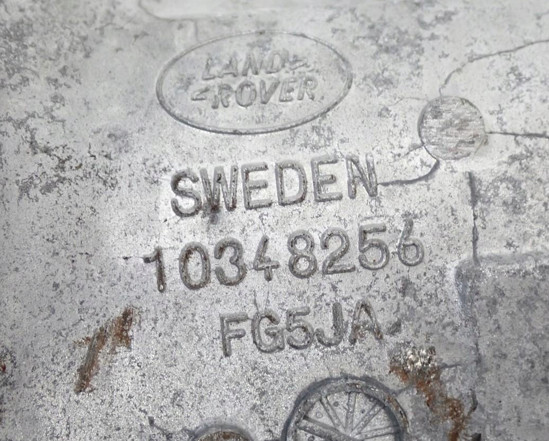 LAND
ROVER
SWEDEN
10348256
FG5JA